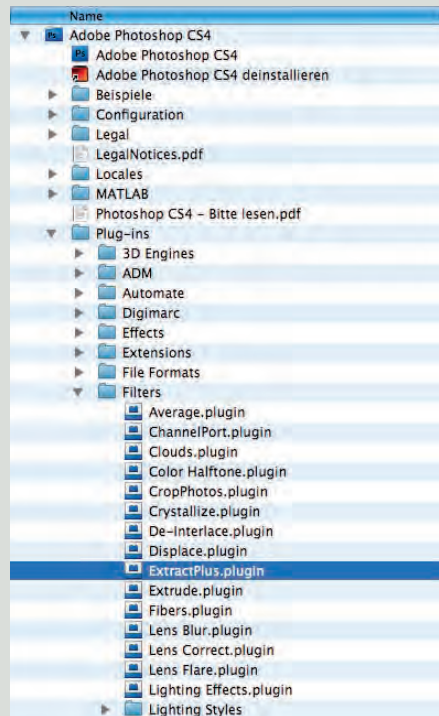 Name
Adobe Photoshop CS4
Adobe Photoshop CS4
Adobe Photoshop CS4 deinstallieren
Beispiele
Configuration
Legal
LegalNotices.pdf
Locales
MATLAB
Photoshop CS4 – Bitte lesen.pdf
Plug-ins
3D Engines
ADM
Automate
Digimarc
Effects
Extensions
File Formats
Filters
Average.plugin
ChannelPort.plugin
Clouds.plugin
Color Halftone.plugin
CropPhotos.plugin
Crystallize.plugin
De-Interlace.plugin
Displace.plugin
ExtractPlus.plugin
Extrude.plugin
Fibers.plugin
Lens Blur.plugin
Lens Correct.plugin
Lens Flare.plugin
Lighting Effects.plugin
Lighting Styles